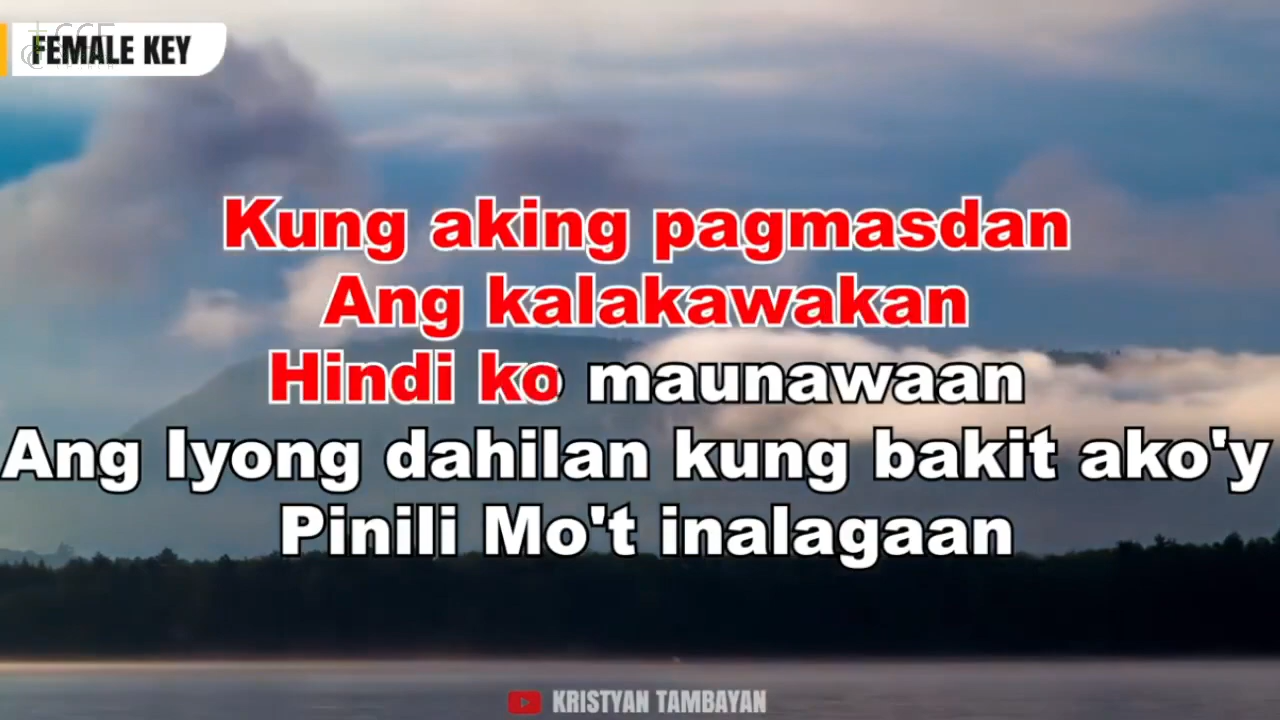 FEMALE KEY
Kung aking pagmasdan
Ang kalakawakan
Hindi ko maunawaan
Ang Iyong dahilan kung bakit ako'y
Pinili Mo't inalagaan
KRISTYAN TAMBAYAN